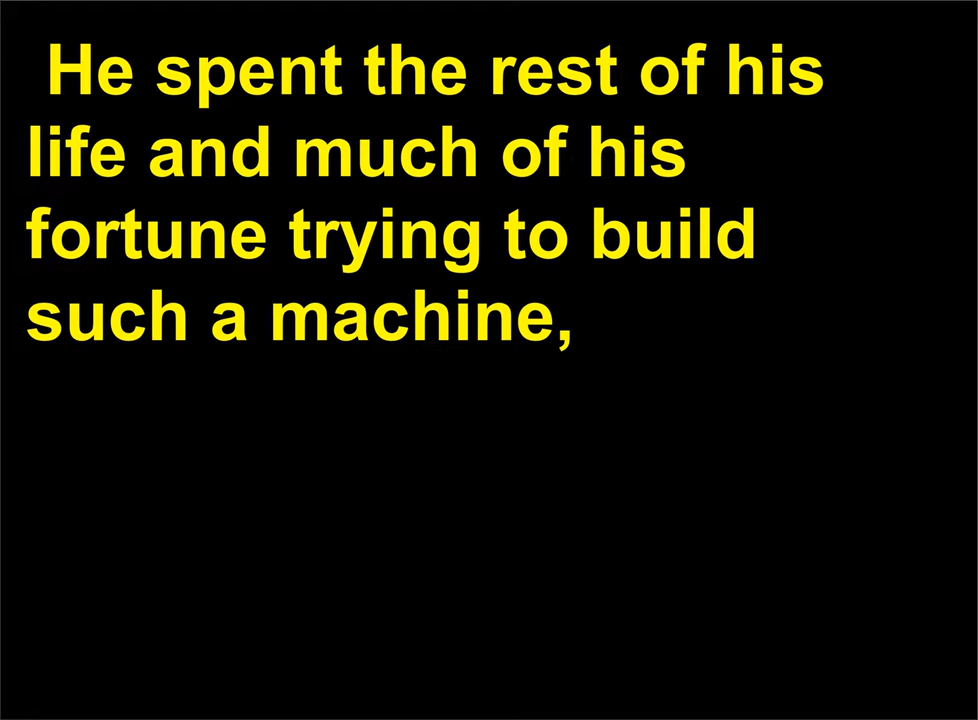 He spent the rest of his
life and much of his
fortune trying to build
such a machine,